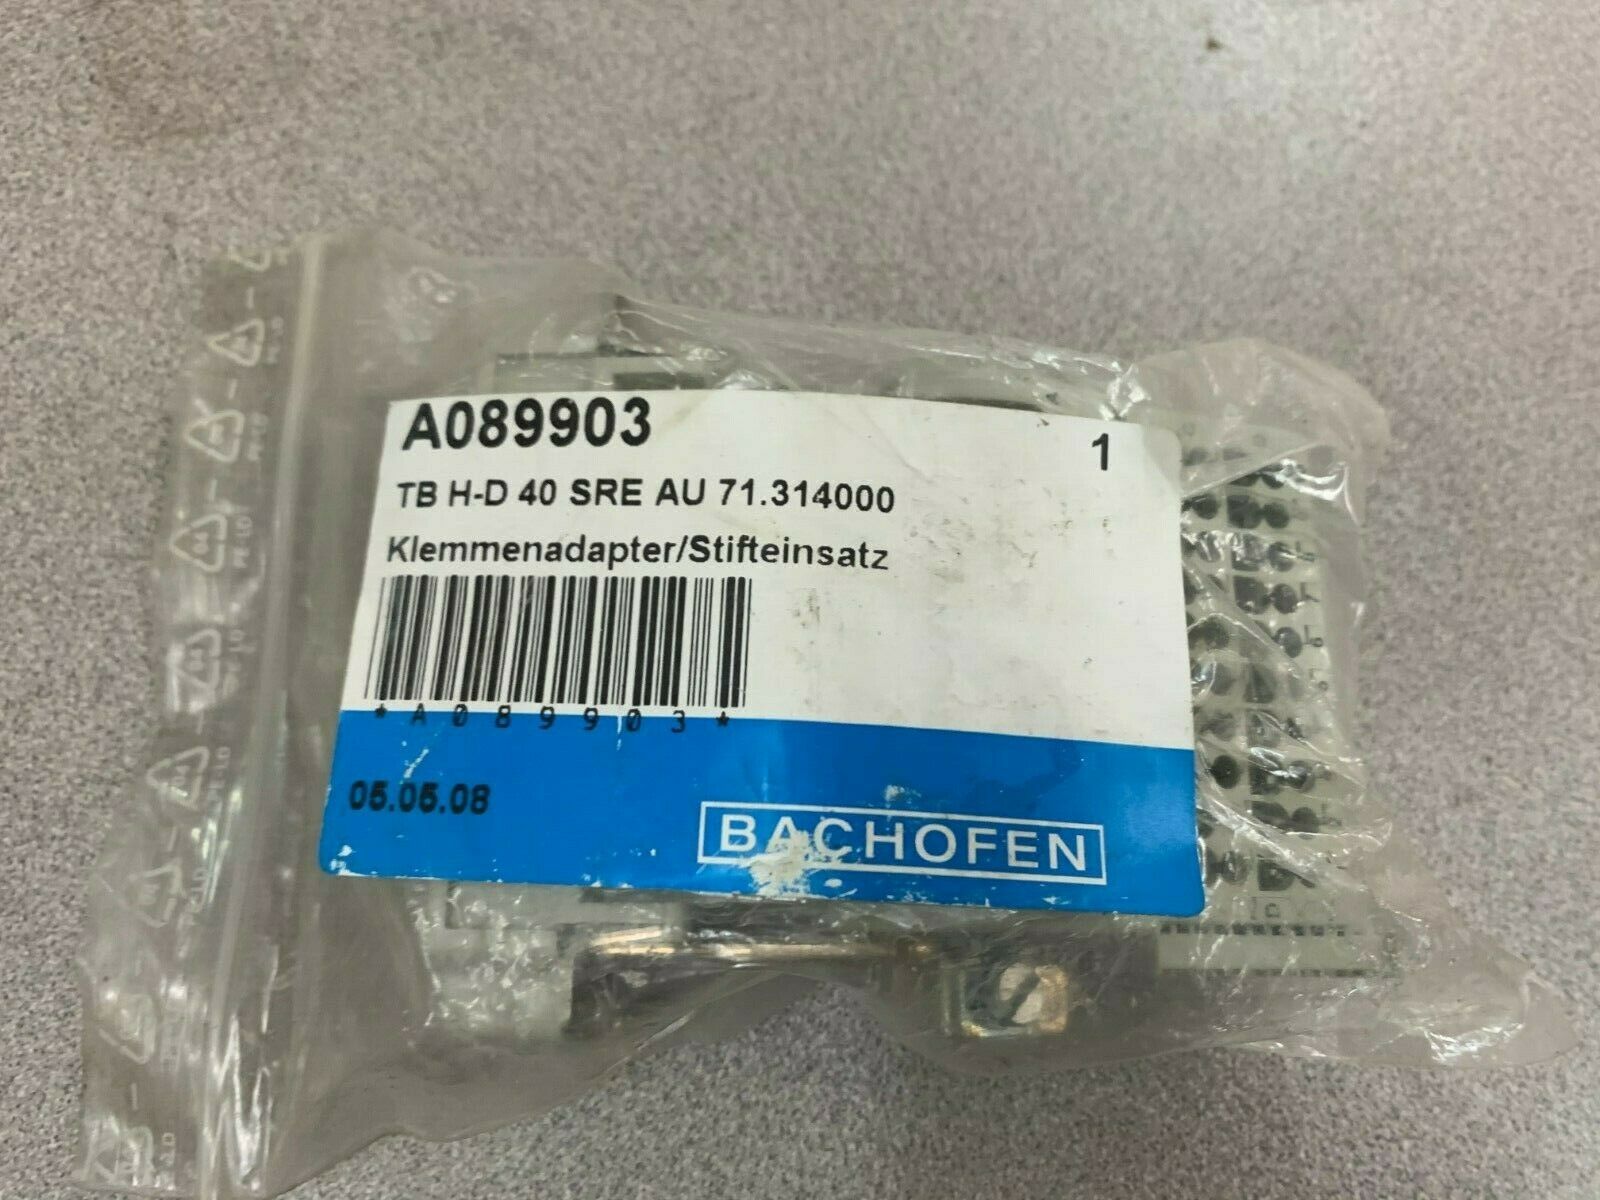 A089903
1
TB H-D 40 SRE AU 71.314000
Klemmenadapter/Stifteinsatz
*A089903*
05.05.08
BACHOFEN